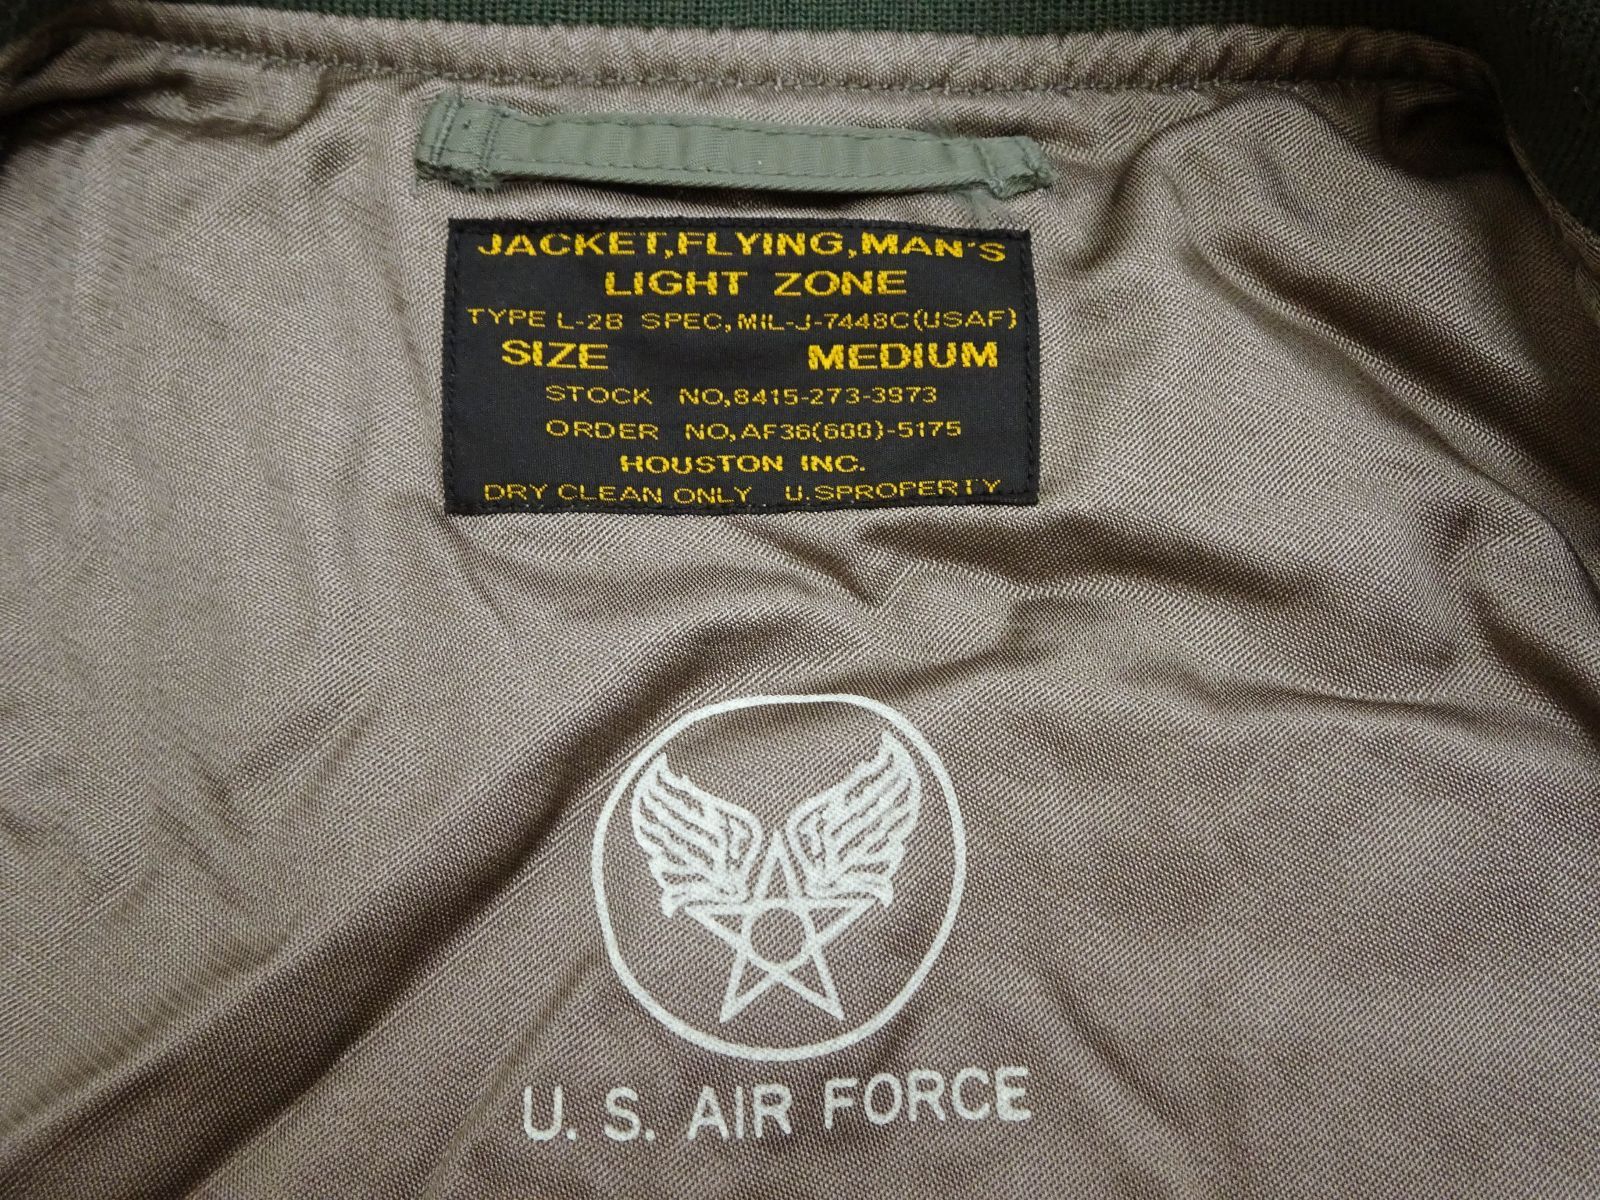 JACKET,FLYING,MAN'S
LIGHT ZONE
TYPE L-2B SPEC,MIL-J-7448C(USAF)
SIZE MEDIUM
STOCK NO,8415-273-3973
ORDER NO,AF36(600)-5175
HOUSTON INC.
DRY CLEAN ONLY U.SPROPERTY
U. S. AIR FORCE